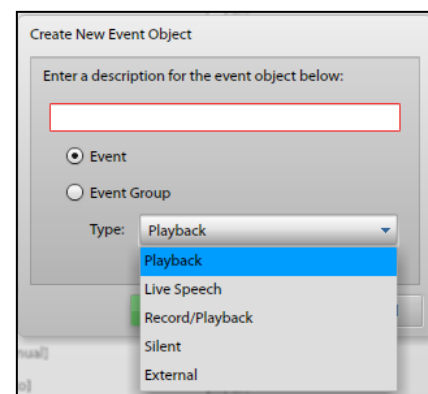 Create New Event Object
Enter a description for the event object below:
Event
Event Group
Type: Playback
Playback
Live Speech
Record/Playback
Silent
External